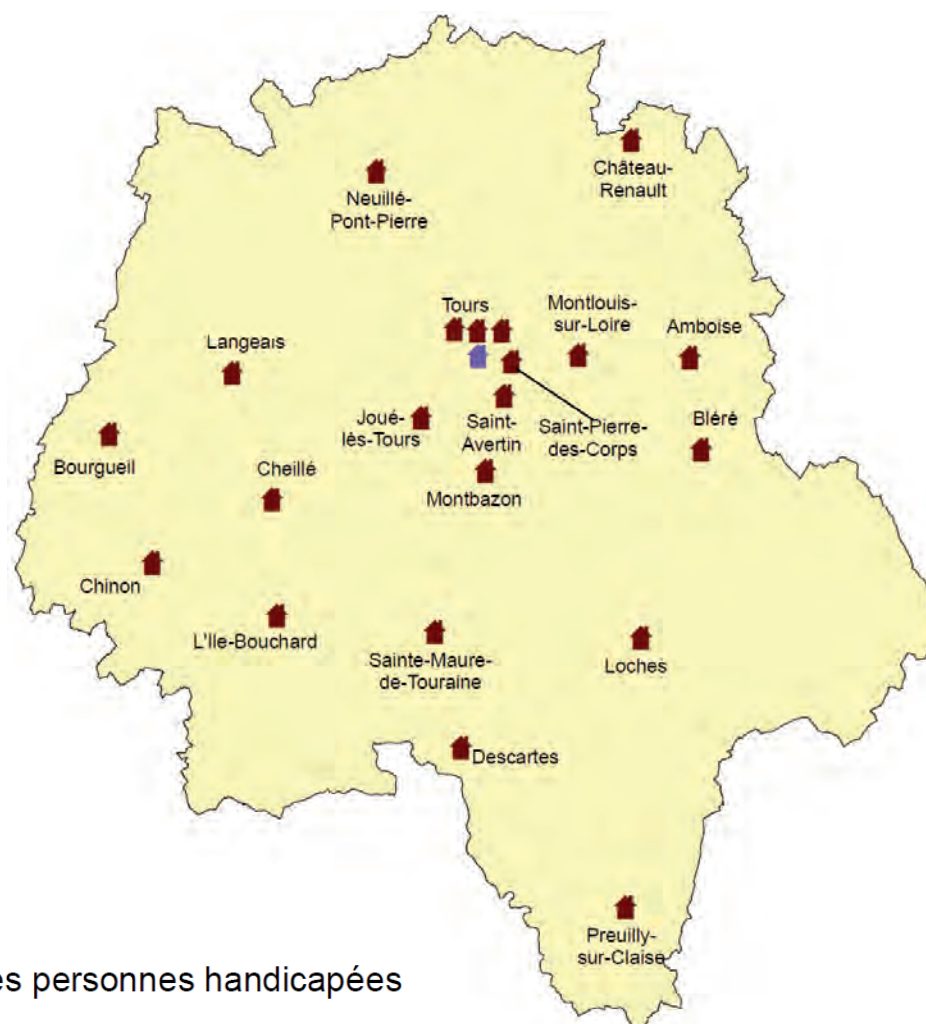 Château-
Renault
Neuillé-
Pont-Pierre
Tours
Montlouis-
sur-Loire
Amboise
Langeais
Joué-
lès-Tours
Saint-
Avertin
Saint-Pierre-
des-Corps
Bléré
Bourgueil
Cheillé
Montbazon
Chinon
L'Ile-Bouchard
Sainte-Maure-
de-Touraine
Loches
Descartes
Preuilly-
sur-Claise
es personnes handicapées